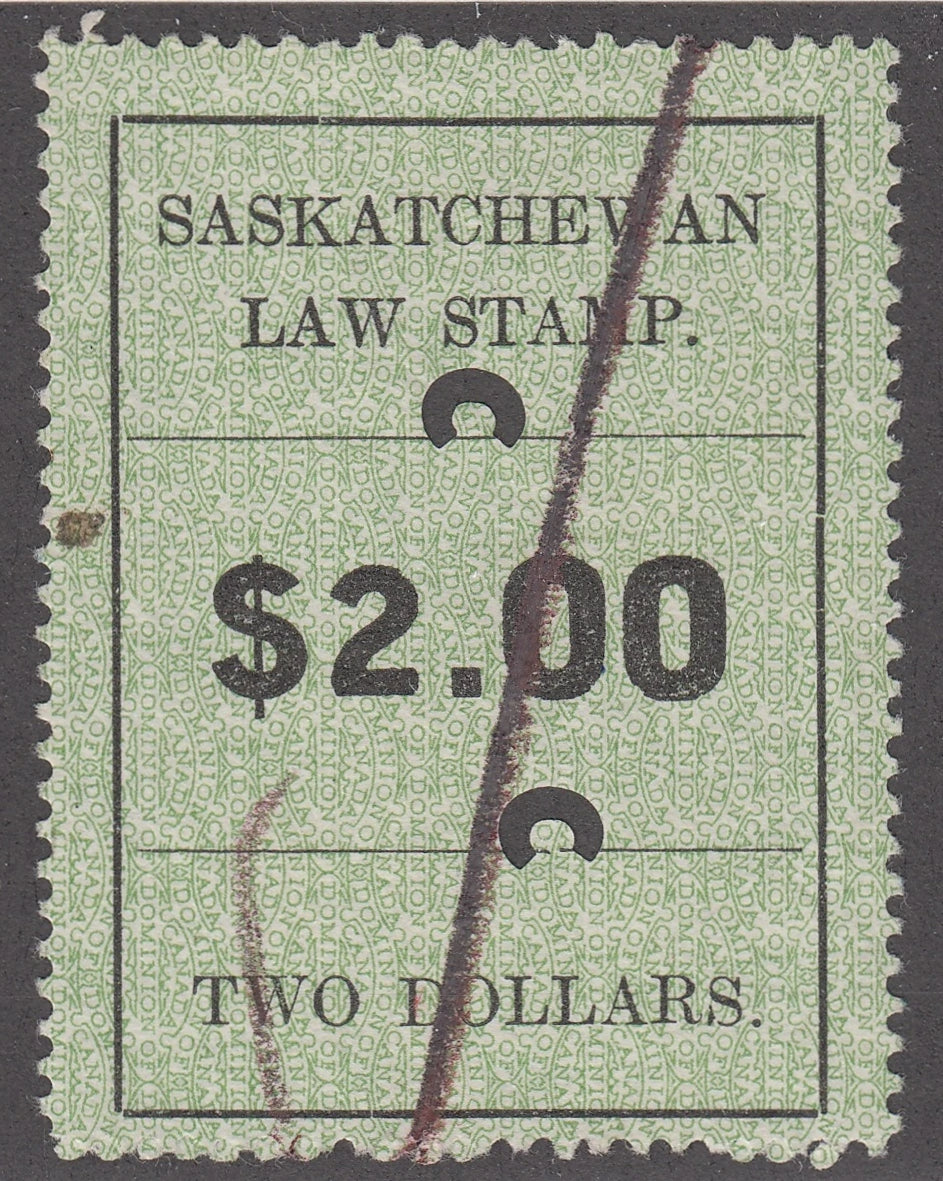 SASKATCHEWAN
LAW STAMP.
$2.00
TWO DOLLARS.